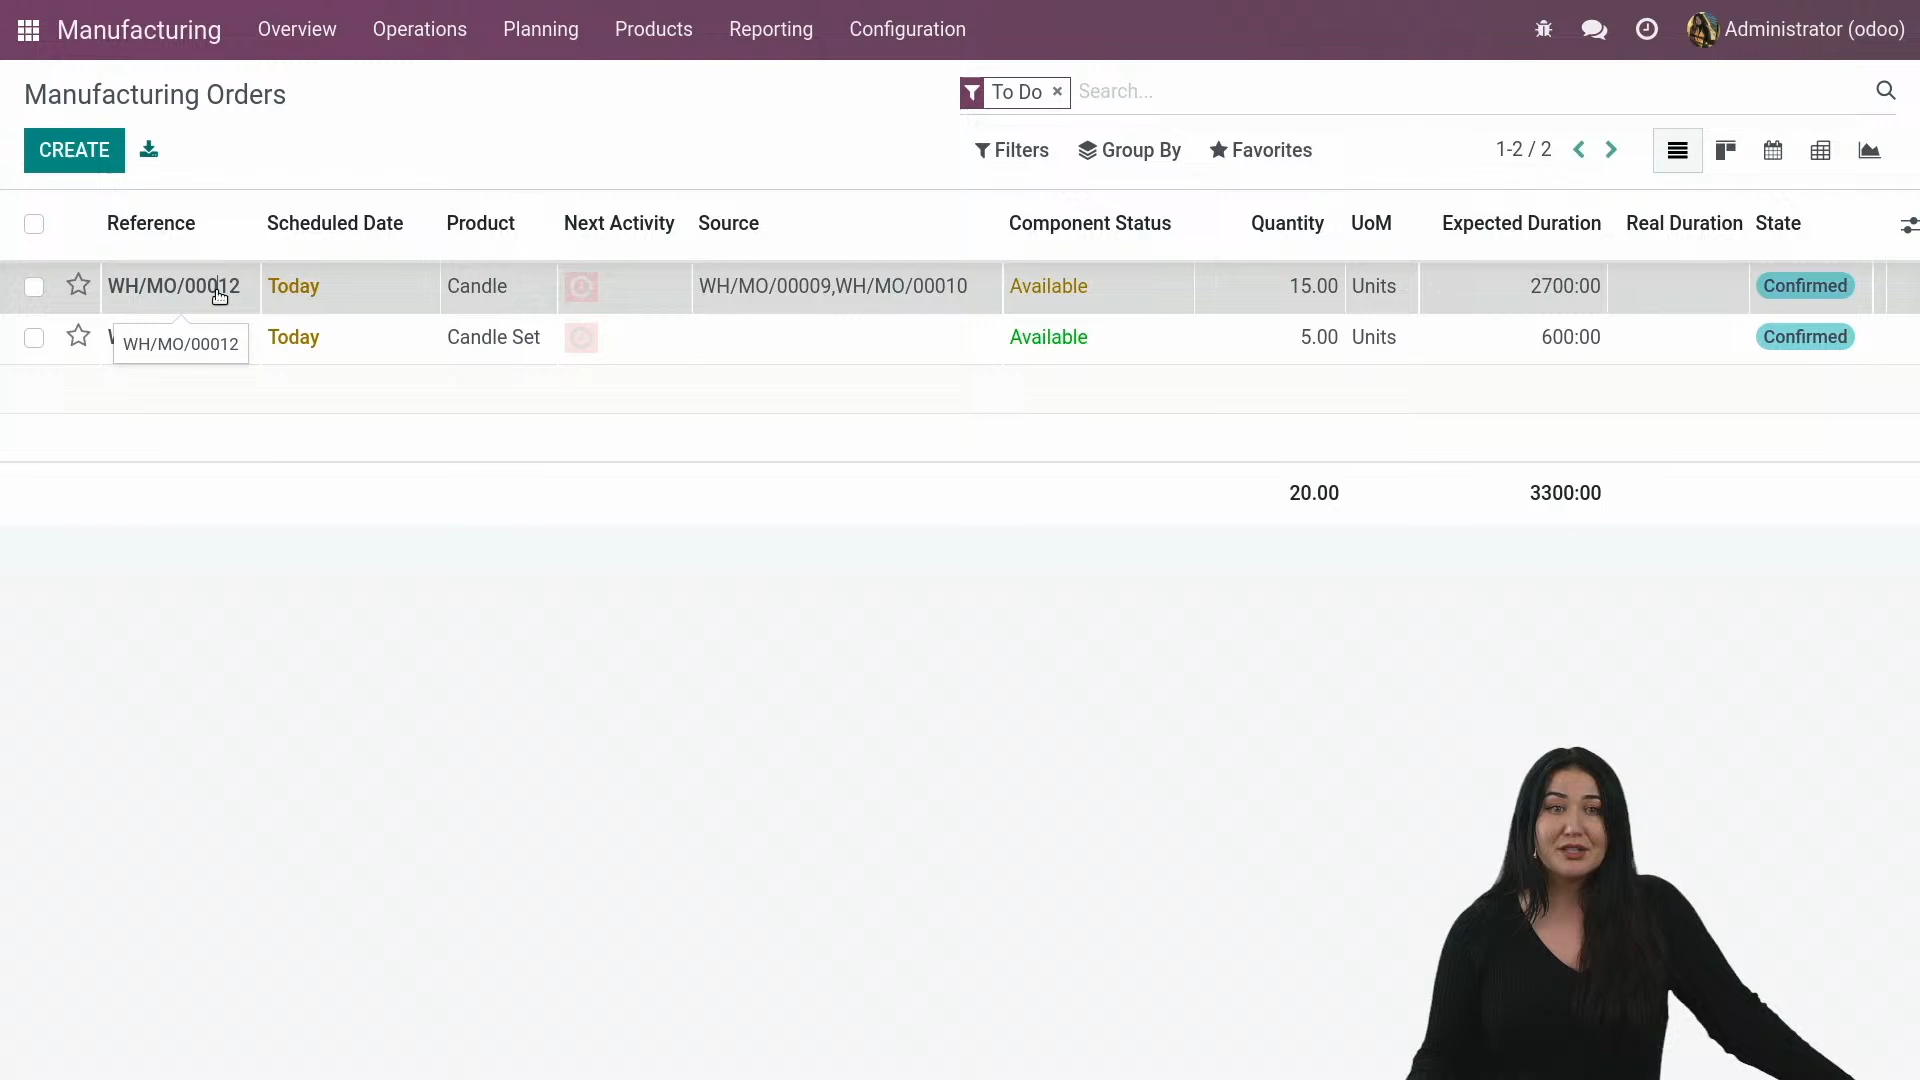 Manufacturing Overview Operations Planning Products Reporting Configuration Administrator (odoo)
Manufacturing Orders
To Do × Search...
CREATE
Filters Group By Favorites 1-2 / 2
Reference Scheduled Date Product Next Activity Source Component Status Quantity UoM Expected Duration Real Duration State
WH/MO/00012 Today Candle WH/MO/00009,WH/MO/00010 Available 15.00 Units 2700:00 Confirmed
Today Candle Set Available 5.00 Units 600:00 Confirmed
WH/MO/00012
20.00 3300:00